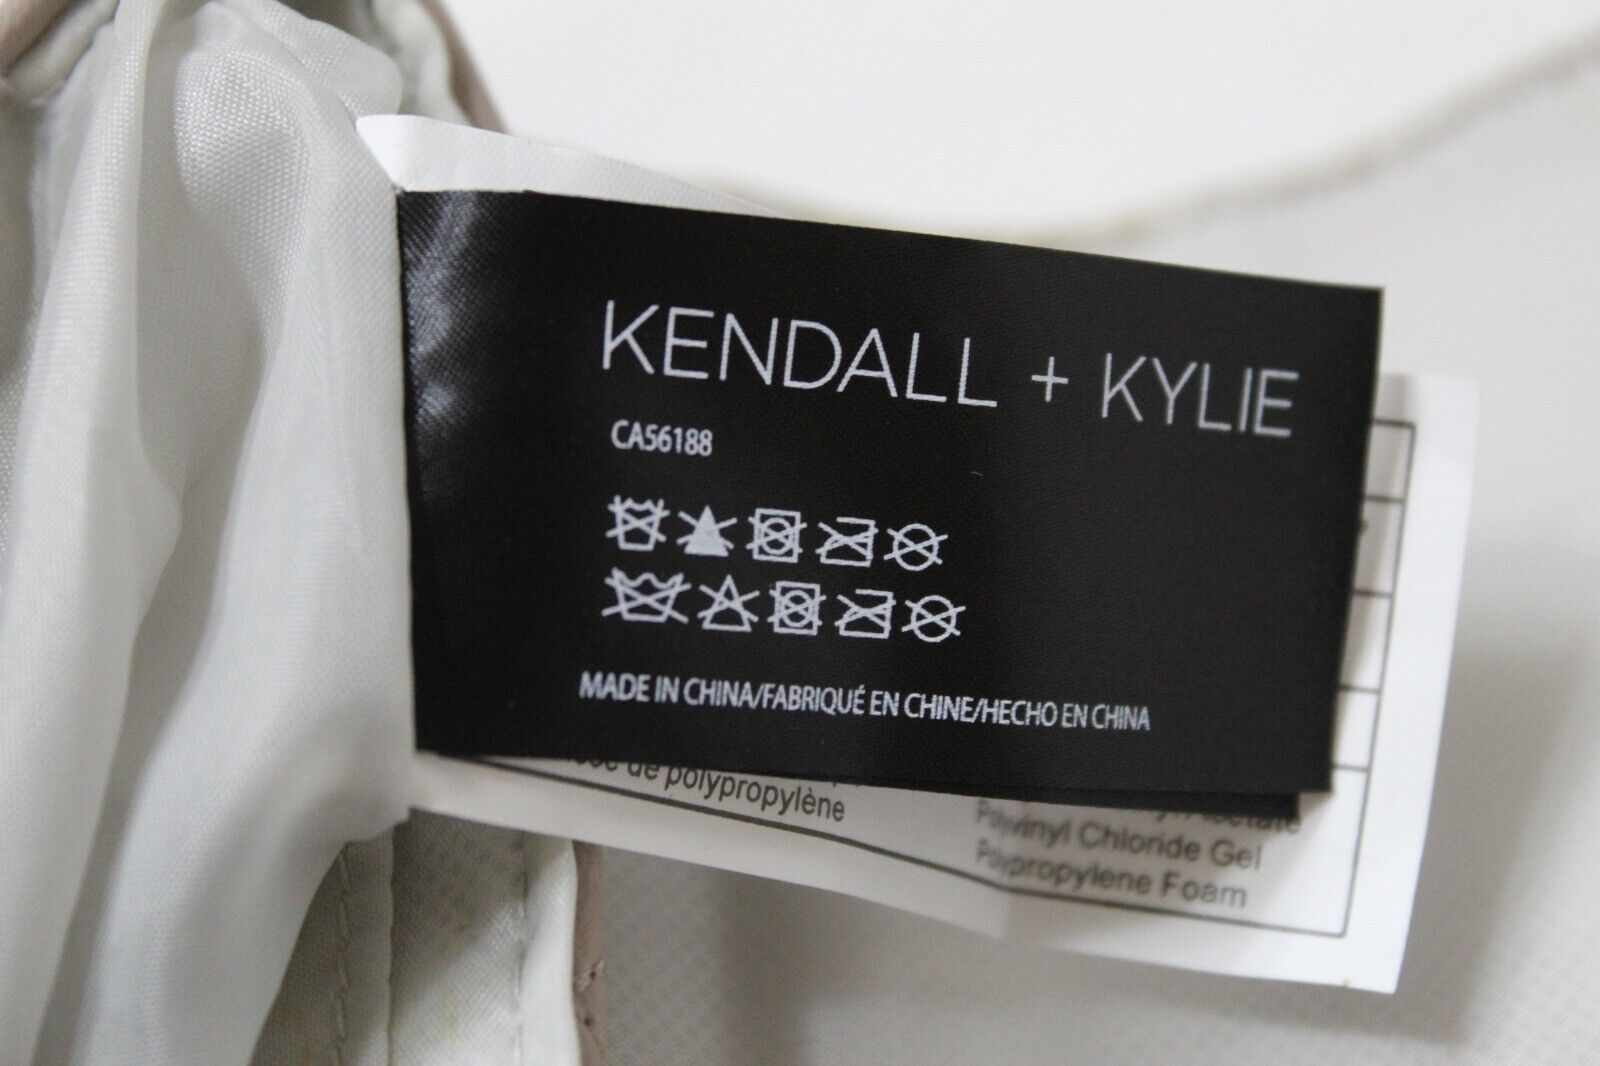 KENDALL + KYLIE
CA56188
MADE IN CHINA/FABRIQUÉ EN CHINE/HECHO EN CHINA
de polypropylène
Polyvinyl Chloride Gel
Polypropylene Foam